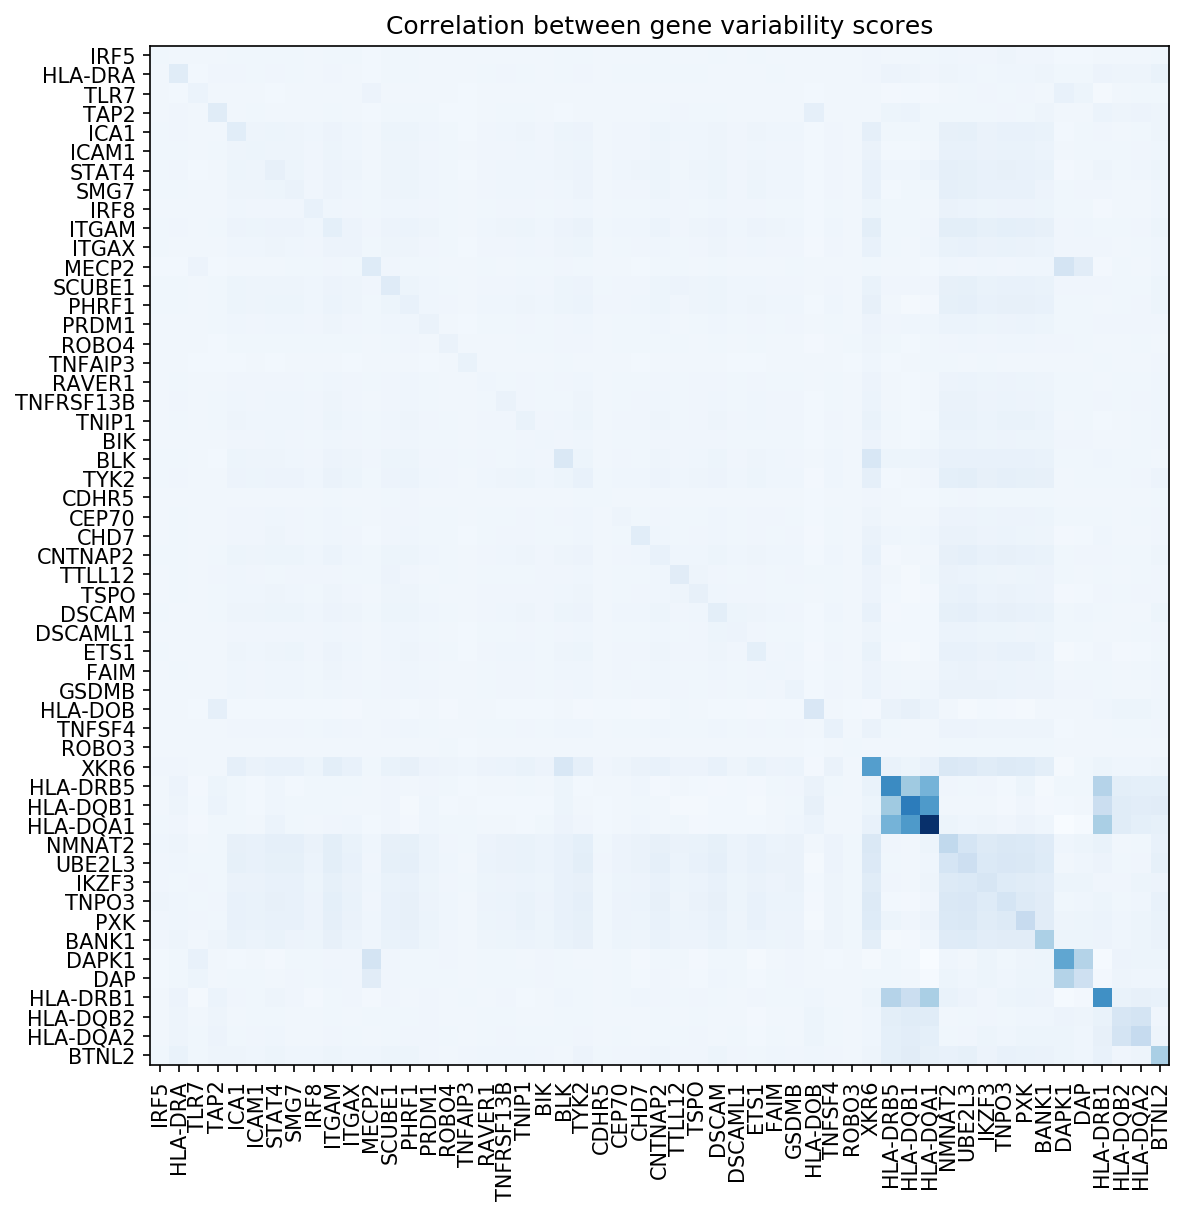 Correlation between gene variability scores
IRF5
HLA-DRA
TLR7
TAP2
ICA1
ICAM1
STAT4
SMG7
IRF8
ITGAM
ITGAX
MECP2
SCUBE1
PHRF1
PRDM1
ROBO4
TNFAIP3
RAVER1
TNFRSF13B
TNIP1
BIK
BLK
TYK2
CDHR5
CEP70
CHD7
CNTNAP2
TTLL12
TSPO
DSCAM
DSCAML1
ETS1
FAIM
GSDMB
HLA-DOB
TNFSF4
ROBO3
XKR6
HLA-DRB5
HLA-DQB1
HLA-DQA1
NMNAT2
UBE2L3
IKZF3
TNPO3
PXK
BANK1
DAPK1
DAP
HLA-DRB1
HLA-DQB2
HLA-DQA2
BTNL2
IRF5
HLA-DRA
TLR7
TAP2
ICA1
ICAM1
STAT4
SMG7
IRF8
ITGAM
ITGAX
MECP2
SCUBE1
PHRF1
PRDM1
ROBO4
TNFAIP3
RAVER1
TNFRSF13B
TNIP1
BIK
BLK
TYK2
CDHR5
CEP70
CHD7
CNTNAP2
TTLL12
TSPO
DSCAM
DSCAML1
ETS1
FAIM
GSDMB
HLA-DOB
TNFSF4
ROBO3
XKR6
HLA-DRB5
HLA-DQB1
HLA-DQA1
NMNAT2
UBE2L3
IKZF3
TNPO3
PXK
BANK1
DAPK1
DAP
HLA-DRB1
HLA-DQB2
HLA-DQA2
BTNL2